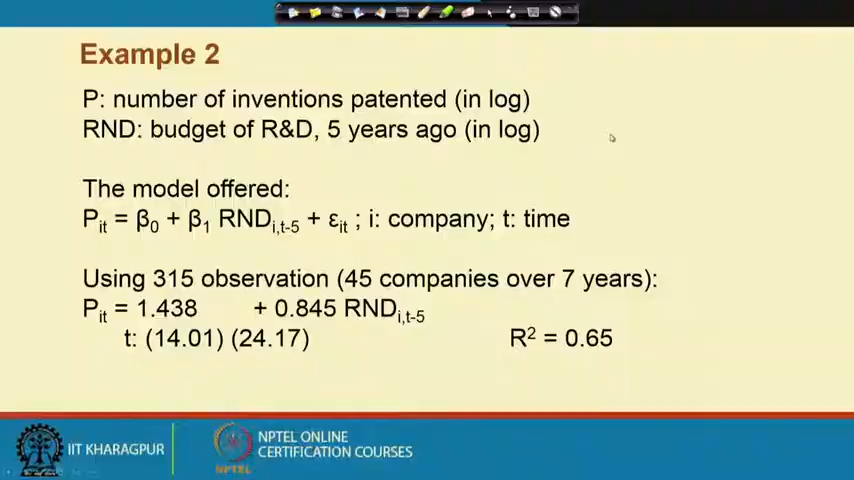 Example 2
P: number of inventions patented (in log)
RND: budget of R&D, 5 years ago (in log)
The model offered:
Pit = β0 + β1 RNDi,t-5 + εit ; i: company; t: time
Using 315 observation (45 companies over 7 years):
Pit = 1.438 + 0.845 RNDi,t-5
t: (14.01) (24.17) R² = 0.65
IIT KHARAGPUR
NPTEL
NPTEL ONLINE
CERTIFICATION COURSES